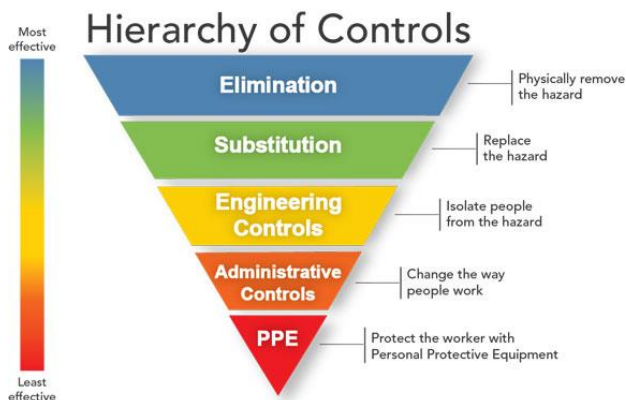 Hierarchy of Controls
Most
effective
Elimination
Physically remove
the hazard
Substitution
Replace
the hazard
Engineering
Controls
Isolate people
from the hazard
Administrative
Controls
Change the way
people work
PPE
Protect the worker with
Personal Protective Equipment
Least
effective